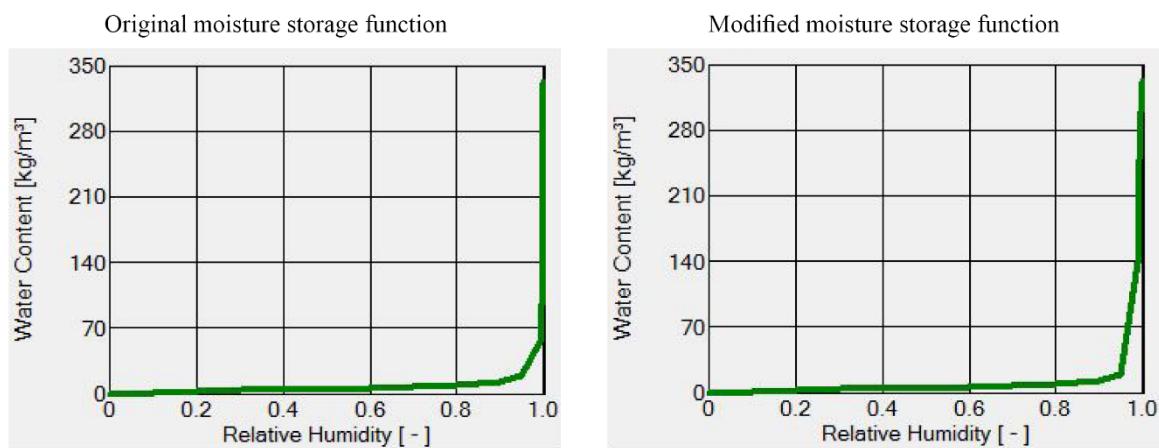 Original moisture storage function
350
280
210
140
70
0
0 0.2 0.4 0.6 0.8 1.0
Water Content [kg/m³]
Relative Humidity [ - ]
Modified moisture storage function
350
280
210
140
70
0
0 0.2 0.4 0.6 0.8 1.0
Water Content [kg/m³]
Relative Humidity [ - ]